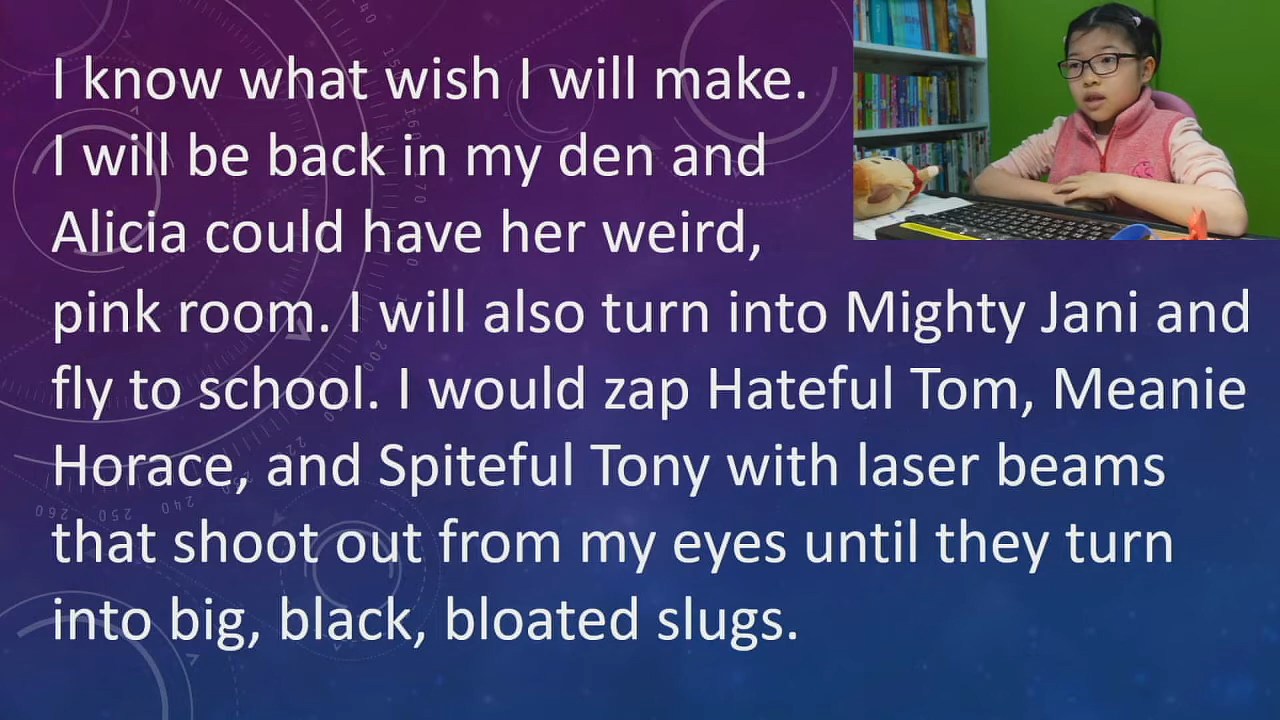 I know what wish I will make.
I will be back in my den and
Alicia could have her weird,
pink room. I will also turn into Mighty Jani and
fly to school. I would zap Hateful Tom, Meanie
Horace, and Spiteful Tony with laser beams
that shoot out from my eyes until they turn
into big, black, bloated slugs.